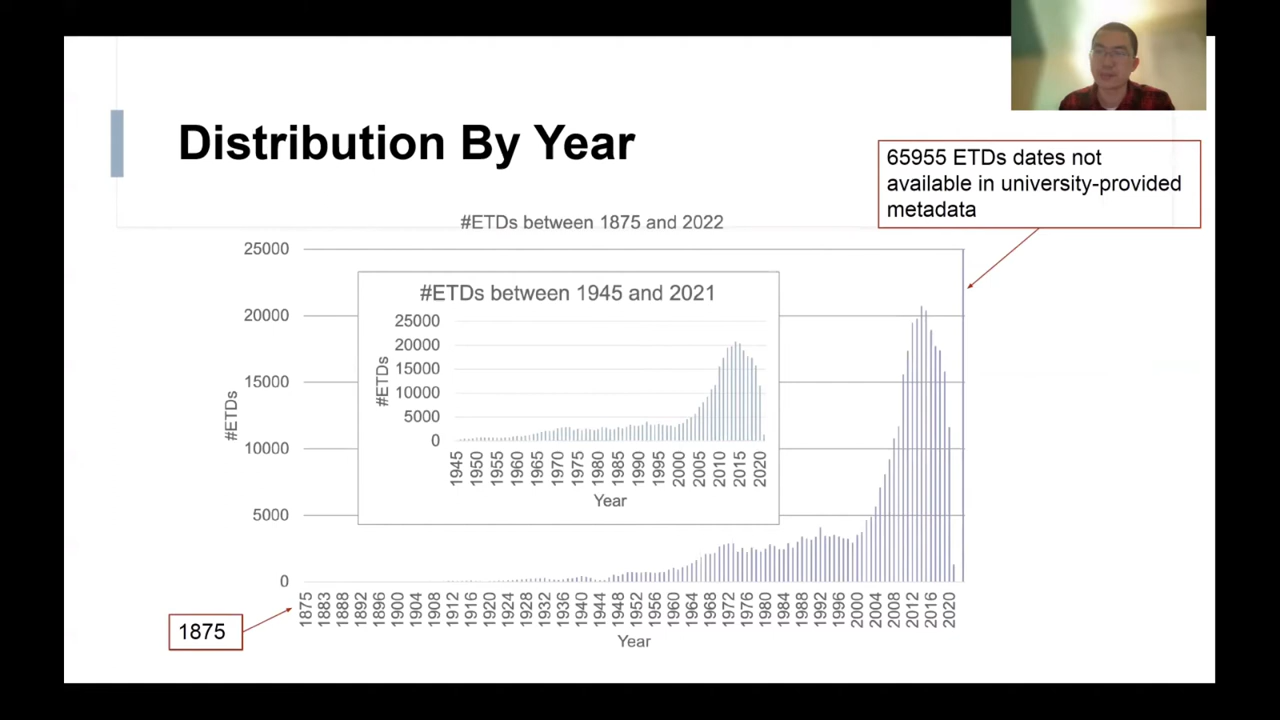 Distribution By Year
65955 ETDs dates not
available in university-provided
metadata
#ETDs between 1875 and 2022
25000
20000
15000
10000
5000
0
#ETDs
#ETDs between 1945 and 2021
25000
20000
15000
10000
5000
0
#ETDs
1945 1950 1955 1960 1965 1970 1975 1980 1985 1990 1995 2000 2005 2010 2015 2020
Year
1875 1883 1888 1892 1896 1900 1904 1908 1912 1916 1920 1924 1928 1932 1936 1940 1944 1948 1952 1956 1960 1964 1968 1972 1976 1980 1984 1988 1992 1996 2000 2004 2008 2012 2016 2020
Year
1875